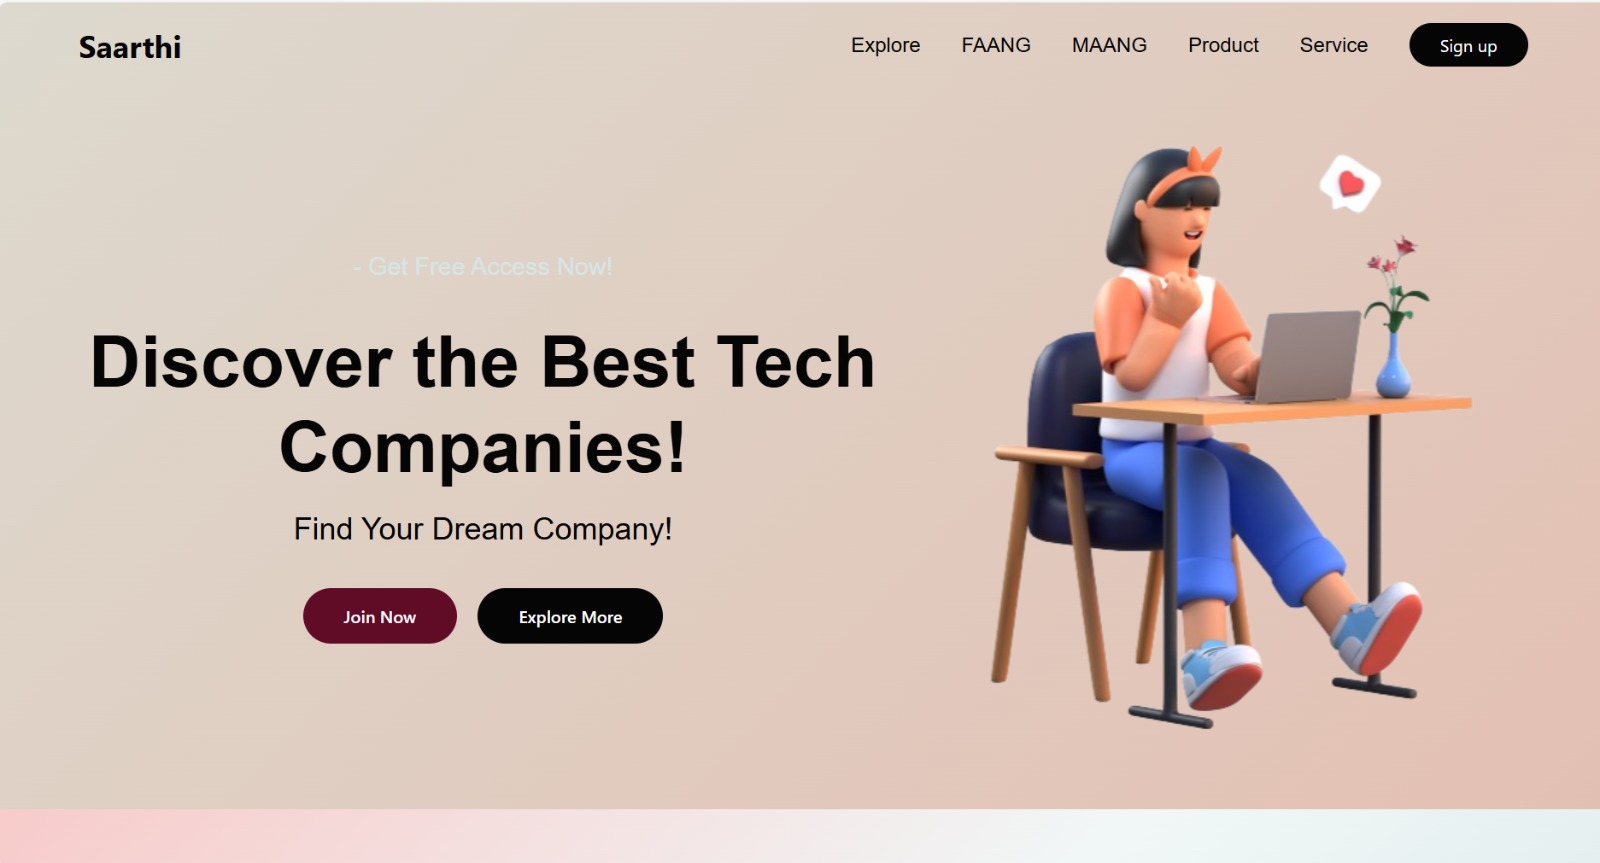 Saarthi
Explore FAANG MAANG Product Service Sign up
- Get Free Access Now!
Discover the Best Tech
Companies!
Find Your Dream Company!
Join Now Explore More